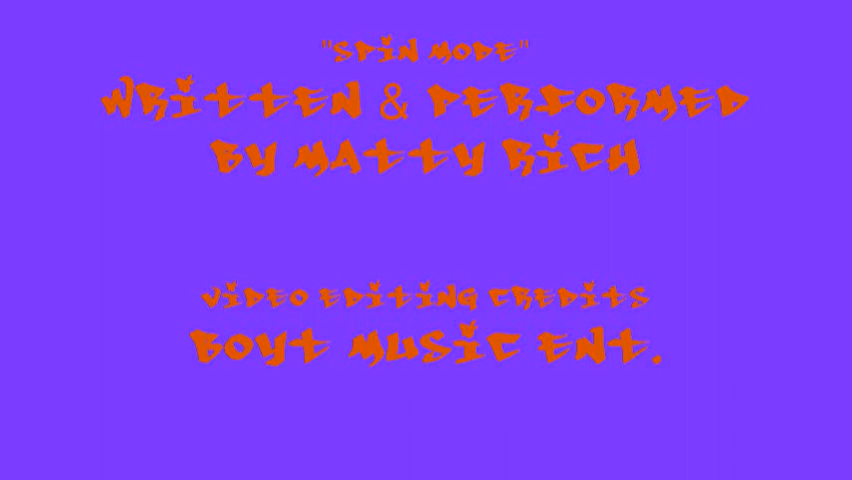 "SPiN MODE"
WRiTTEN & PERFORMED
BY MATTY RiCH
ViDEO EDiTiNG CREDiTS
BOYT MUSiC ENT.